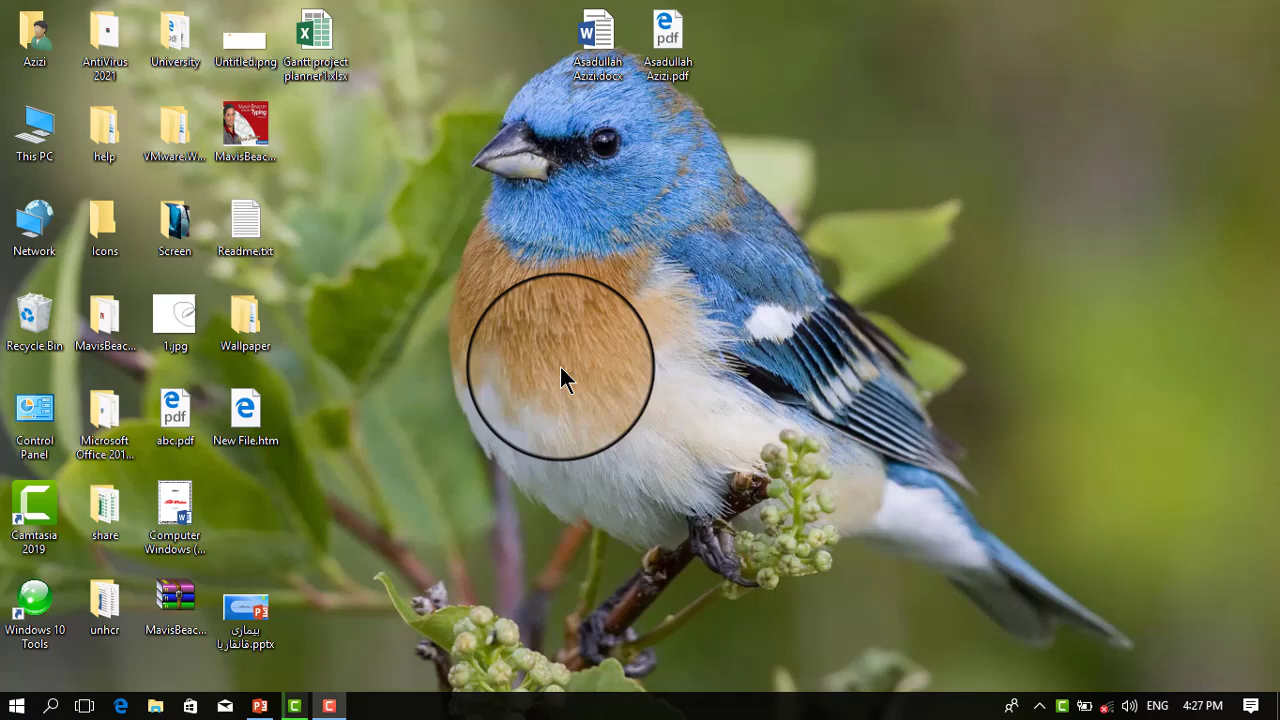 Azizi
AntiVirus
2021
University
Untitled.png
Gantt project
planner1.xlsx
Asadullah
Azizi.docx
Asadullah
Azizi.pdf
This PC
help
VMware.W...
MavisBeac...
Network
Icons
Screen
Readme.txt
Recycle Bin
MavisBeac...
1.jpg
Wallpaper
Control
Panel
Microsoft
Office 201...
abc.pdf
New File.htm
Camtasia
2019
share
Computer
Windows (...
Windows 10
Tools
unhcr
MavisBeac...
بیماری
فانفاریا.pptx
ENG
4:27 PM